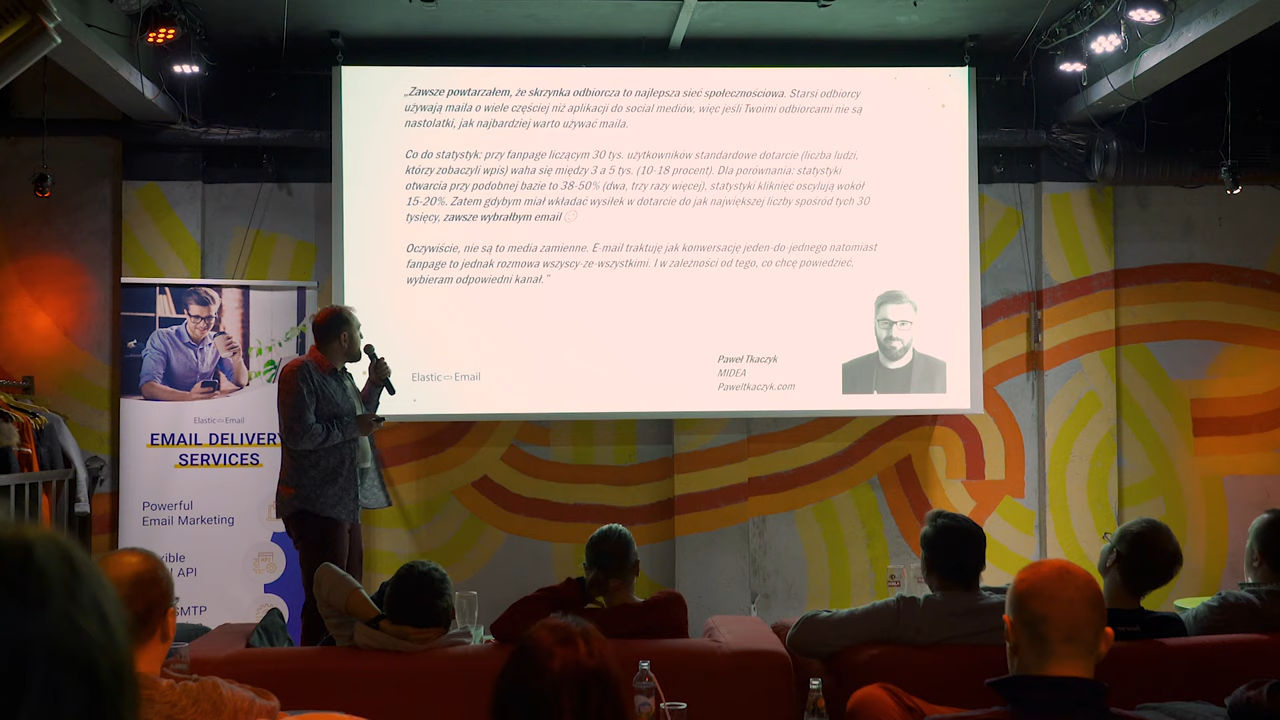 „Zawsze powtarzałem, że skrzynka odbiorcza to najlepsza sieć społecznościowa. Starsi odbiorcy
używają maila o wiele częściej niż aplikacji do social mediów, więc jeśli Twoimi odbiorcami nie są
nastolatki, jak najbardziej warto używać maila.
Co do statystyk: przy fanpage liczącym 30 tys. użytkowników standardowe dotarcie (liczba ludzi,
którzy zobaczyli wpis) waha się między 3 a 5 tys. (10-18 procent). Dla porównania: statystyki
otwarcia przy podobnej bazie to 38-50% (dwa, trzy razy więcej), statystyki kliknięć oscylują wokół
15-20%. Zatem gdybym miał wkładać wysiłek w dotarcie do jak największej liczby spośród tych 30
tysięcy, zawsze wybrałbym email ☺
Oczywiście, nie są to media zamienne. E-mail traktuję jak konwersację jeden-do-jednego natomiast
fanpage to jednak rozmowa wszyscy-ze-wszystkimi. I w zależności od tego, co chcę powiedzieć,
wybieram odpowiedni kanał.”
Paweł Tkaczyk
MIDEA
Paweltkaczyk.com
Elastic Email
Elastic Email
EMAIL DELIVERY
SERVICES
Powerful
Email Marketing
xible
API
SMTP